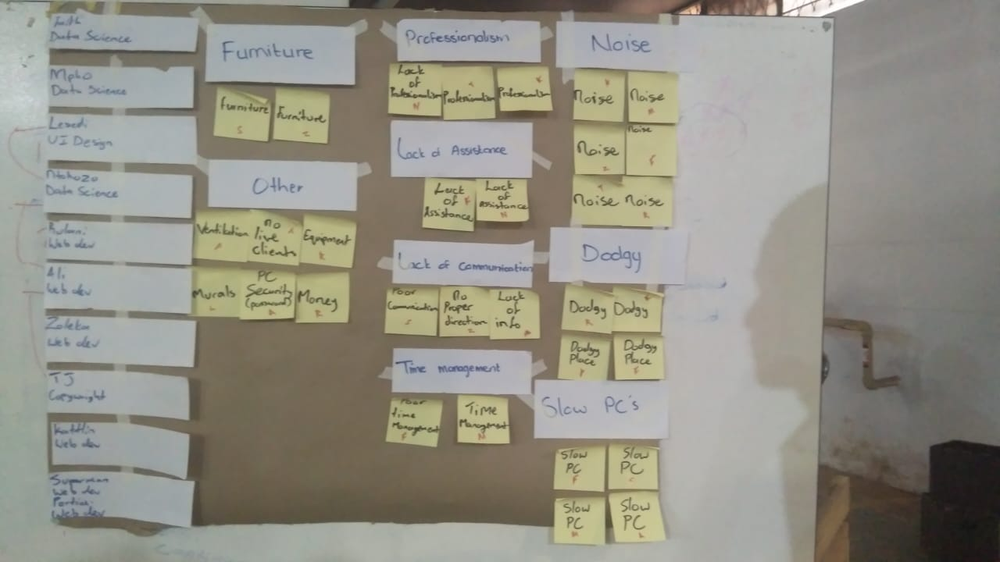 Faith
Data Science
Mpho
Data Science
Lesedi
UI Design
Ntokozo
Data Science
Rulani
Web dev
Ali
Web dev
Zoleka
Web dev
TJ
Copywright
Web dev
Superman
Web dev
Portia
Web dev
Furniture
Furniture
S
Furniture
Z
Other
Ventilation
no
live
clients
Equipment
R
Murals
L
PC
Security
(password)
R
Money
R
Professionalism
Lack
of
Professionalism
N
Professionalism
Professionalism
Lack of Assistance
Lack
of
Assistance
Lack
of
Assistance
N
Lack of Communication
Poor
Communication
S
No
Proper
direction
Z
Lack
of
info
Time management
Poor
time
Management
F
Time
Management
N
Noise
Noise
Noise
R
Noise
Z
Noise
F
Noise
Noise
R
Dodgy
Dodgy
R
Dodgy
Dodgy
Place
F
Dodgy
Place
F
Slow PC's
Slow
PC
F
Slow
PC
Slow
PC
M
Slow
PC
L